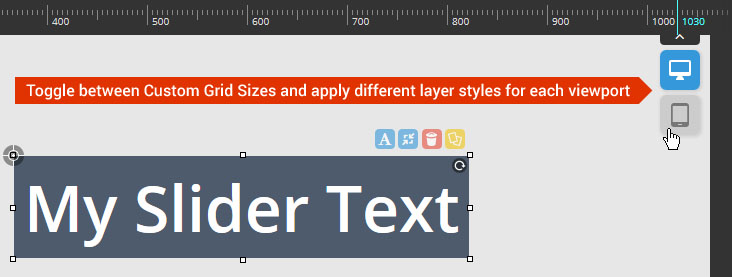 400 500 600 700 800 900 1000 1030
Toggle between Custom Grid Sizes and apply different layer styles for each viewport
A
My Slider Text